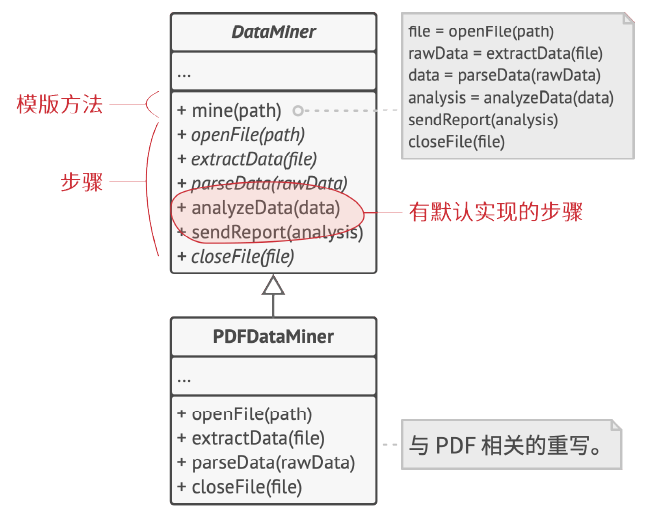 DataMiner
...
模版方法
步骤
+ mine(path)
+ openFile(path)
+ extractData(file)
+ parseData(rawData)
+ analyzeData(data)
+ sendReport(analysis)
+ closeFile(file)
file = openFile(path)
rawData = extractData(file)
data = parseData(rawData)
analysis = analyzeData(data)
sendReport(analysis)
closeFile(file)
有默认实现的步骤
PDFDataMiner
...
+ openFile(path)
+ extractData(file)
+ parseData(rawData)
+ closeFile(file)
与 PDF 相关的重写。